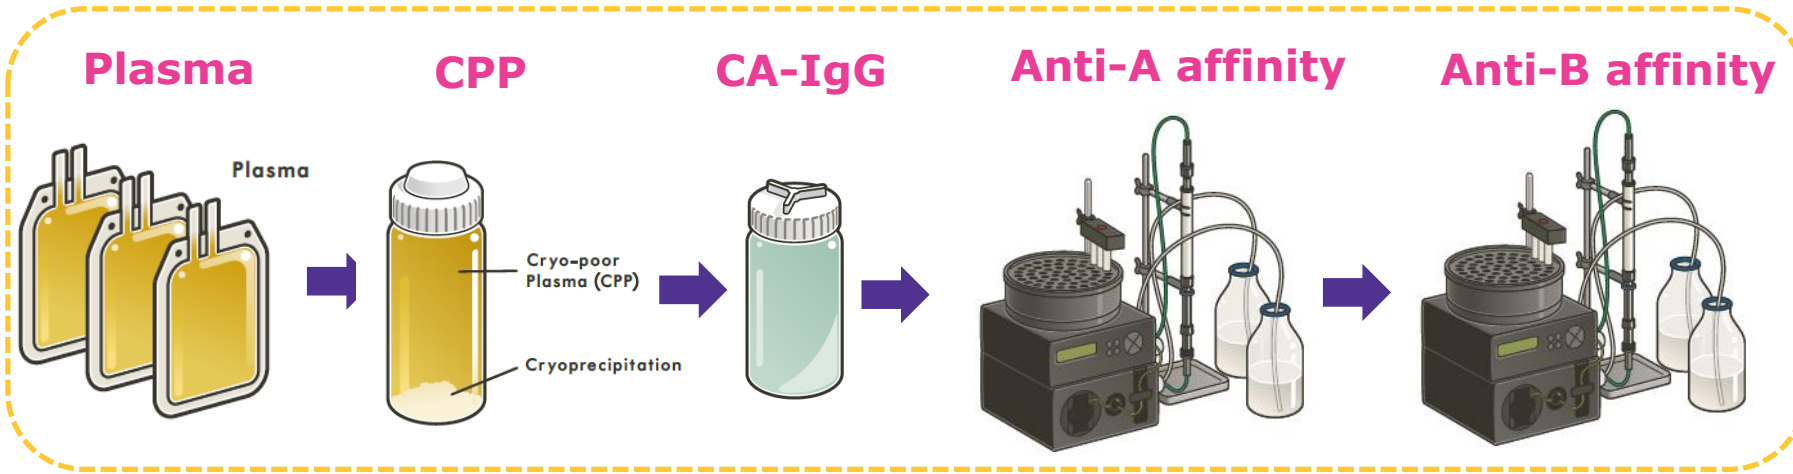 Plasma
CPP
CA-IgG
Anti-A affinity
Anti-B affinity
Plasma
Cryo-poor
Plasma (CPP)
Cryoprecipitation